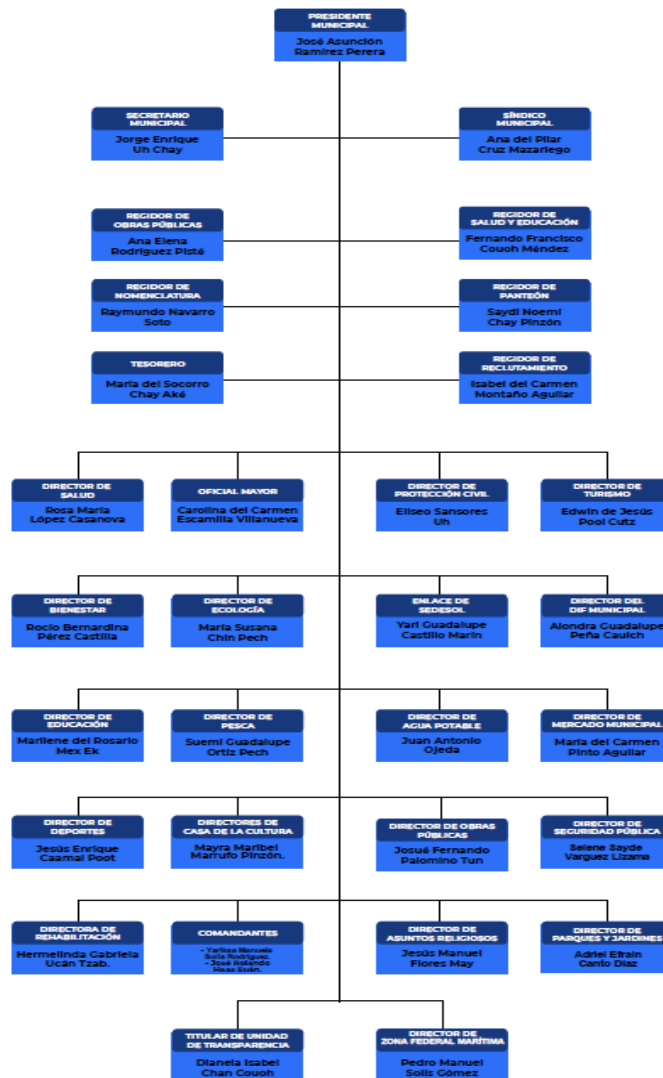 PRESIDENTE
MUNICIPAL
José Asunción
Ramírez Perera
SECRETARIO
MUNICIPAL
Jorge Enrique
Uh Chay
SÍNDICO
MUNICIPAL
Ana del Pilar
Cruz Mazariego
REGIDOR DE
OBRAS PÚBLICAS
Ana Elena
Rodriguez Pisté
REGIDOR DE
SALUD Y EDUCACIÓN
Fernando Francisco
Couoh Méndez
REGIDOR DE
NOMENCLATURA
Raymundo Navarro
Soto
REGIDOR DE
PANTEÓN
Saydi Noemí
Chay Pinzón
TESORERO
María del Socorro
Chay Aké
REGIDOR DE
RECLUTAMIENTO
Isabel del Carmen
Montaño Aguilar
DIRECTOR DE
SALUD
Rosa María
López Casanova
OFICIAL MAYOR
Carolina del Carmen
Escamilla Villanueva
DIRECTOR DE
PROTECCIÓN CIVIL
Eliseo Sansores
Uh
DIRECTOR DE
TURISMO
Edwin de Jesús
Pool Cutz
DIRECTOR DE
BIENESTAR
Rocío Bernardina
Pérez Castilla
DIRECTOR DE
ECOLOGÍA
María Susana
Chin Pech
ENLACE DE
SEDESOL
Yari Guadalupe
Castillo Marín
DIRECTOR DEL
DIF MUNICIPAL
Alondra Guadalupe
Peña Cauich
DIRECTOR DE
EDUCACIÓN
Marilene del Rosario
Mex Ek
DIRECTOR DE
PESCA
Suemi Guadalupe
Ortiz Pech
DIRECTOR DE
AGUA POTABLE
Juan Antonio
Ojeda
DIRECTOR DE
MERCADO MUNICIPAL
María del Carmen
Pinto Aguilar
DIRECTOR DE
DEPORTES
Jesús Enrique
Caamal Poot
DIRECTORES DE
CASA DE LA CULTURA
Mayra Maribel
Marrufo Pinzón.
DIRECTOR DE OBRAS
PÚBLICAS
Josué Fernando
Palomino Tun
DIRECTOR DE
SEGURIDAD PÚBLICA
Selene Sayde
Varguez Lizama
DIRECTORA DE
REHABILITACIÓN
Hermelinda Gabriela
Ucán Tzab.
COMANDANTES
- Yarissa Manuela
Solis Rodriguez.
- José Rolando
Haas Euán.
DIRECTOR DE
ASUNTOS RELIGIOSOS
Jesús Manuel
Flores May
DIRECTOR DE
PARQUES Y JARDINES
Adriel Efraín
Canto Díaz
TITULAR DE UNIDAD
DE TRANSPARENCIA
Dianela Isabel
Chan Couoh
DIRECTOR DE
ZONA FEDERAL MARÍTIMA
Pedro Manuel
Solís Gómez